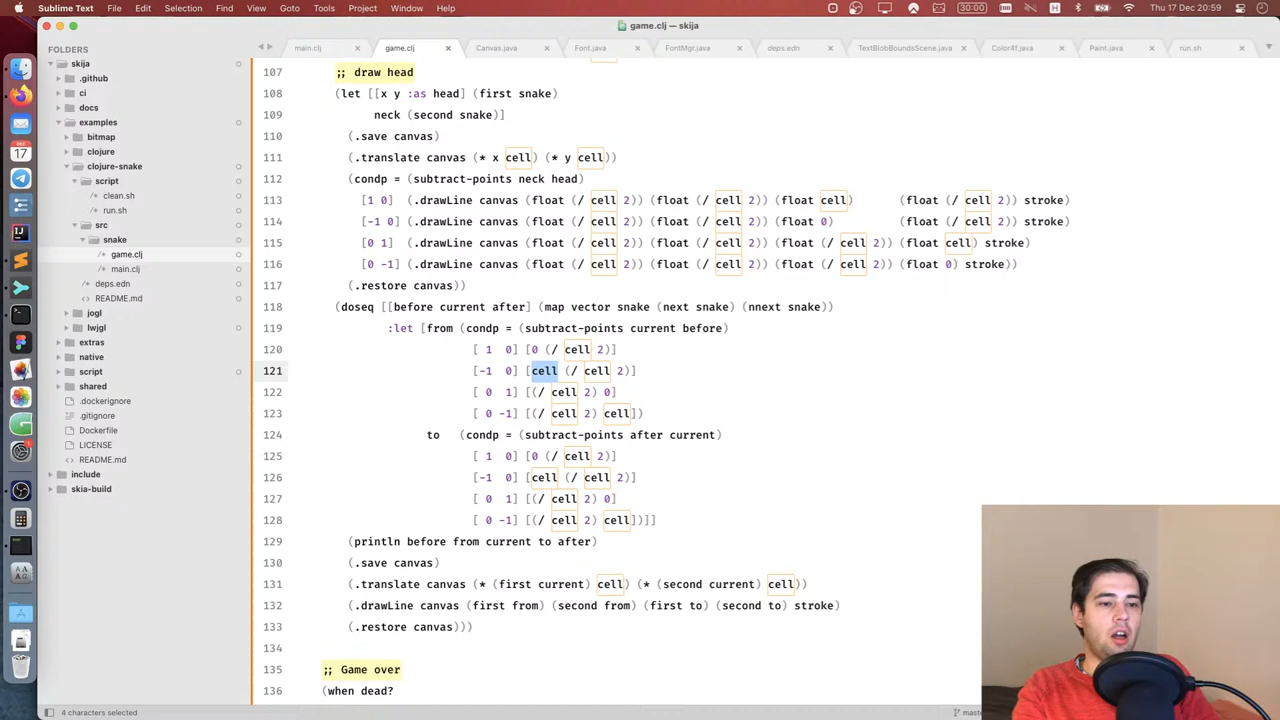 Sublime Text File Edit Selection Find View Goto Tools Project Window Help 30:00 Thu 17 Dec 20:59
game.clj — skija
FOLDERS
skija
.github
ci
docs
examples
bitmap
clojure
clojure-snake
script
clean.sh
run.sh
src
snake
game.clj
main.clj
deps.edn
README.md
jogl
lwjgl
extras
native
script
shared
.dockerignore
.gitignore
Dockerfile
LICENSE
README.md
include
skia-build
main.clj game.clj Canvas.java Font.java FontMgr.java deps.edn TextBlobBoundsScene.java Color4f.java Paint.java run.sh
107 ;; draw head
108 (let [[x y :as head] (first snake)
109 neck (second snake)]
110 (.save canvas)
111 (.translate canvas (* x cell) (* y cell))
112 (condp = (subtract-points neck head)
113 [1 0] (.drawLine canvas (float (/ cell 2)) (float (/ cell 2)) (float cell) (float (/ cell 2)) stroke)
114 [-1 0] (.drawLine canvas (float (/ cell 2)) (float (/ cell 2)) (float 0) (float (/ cell 2)) stroke)
115 [0 1] (.drawLine canvas (float (/ cell 2)) (float (/ cell 2)) (float (/ cell 2)) (float cell) stroke)
116 [0 -1] (.drawLine canvas (float (/ cell 2)) (float (/ cell 2)) (float (/ cell 2)) (float 0) stroke))
117 (.restore canvas))
118 (doseq [[before current after] (map vector snake (next snake) (nnext snake))
119 :let [from (condp = (subtract-points current before)
120 [ 1 0] [0 (/ cell 2)]
121 [-1 0] [cell (/ cell 2)]
122 [ 0 1] [(/ cell 2) 0]
123 [ 0 -1] [(/ cell 2) cell])
124 to (condp = (subtract-points after current)
125 [ 1 0] [0 (/ cell 2)]
126 [-1 0] [cell (/ cell 2)]
127 [ 0 1] [(/ cell 2) 0]
128 [ 0 -1] [(/ cell 2) cell])]]
129 (println before from current to after)
130 (.save canvas)
131 (.translate canvas (* (first current) cell) (* (second current) cell))
132 (.drawLine canvas (first from) (second from) (first to) (second to) stroke)
133 (.restore canvas)))
134
135 ;; Game over
136 (when dead?
4 characters selected